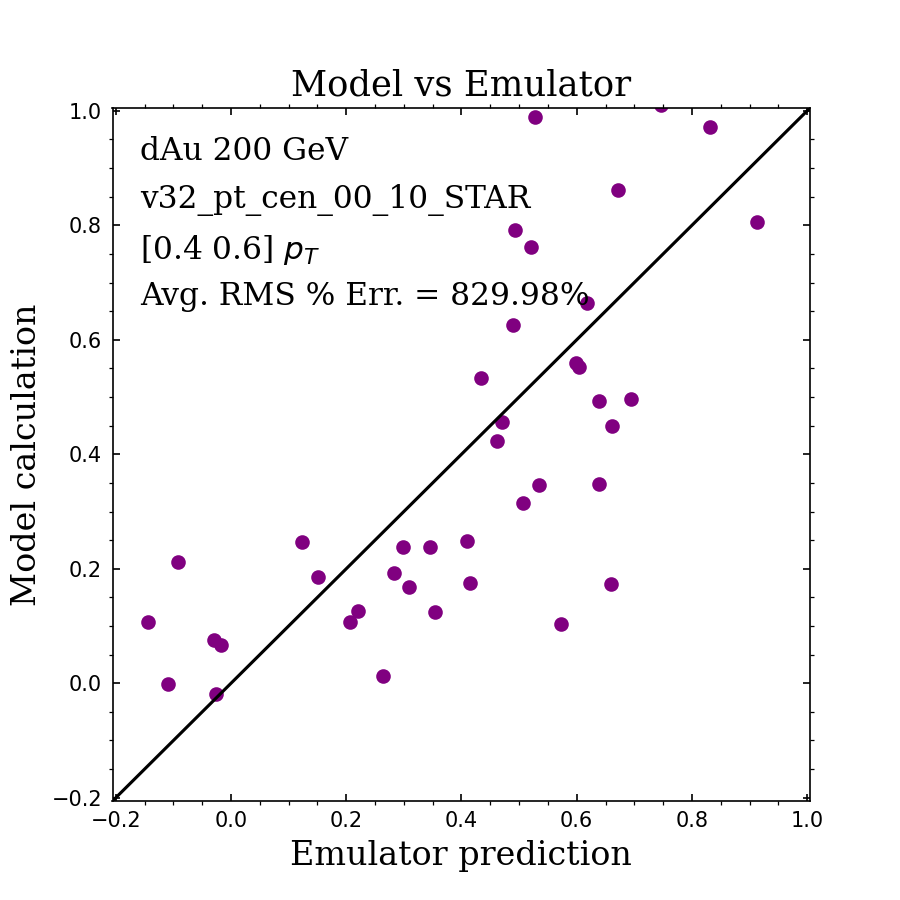 Model vs Emulator
dAu 200 GeV
v32_pt_cen_00_10_STAR
[0.4 0.6] p_T
Avg. RMS % Err. = 829.98%
Model calculation
1.0
0.8
0.6
0.4
0.2
0.0
−0.2
−0.2 0.0 0.2 0.4 0.6 0.8 1.0
Emulator prediction